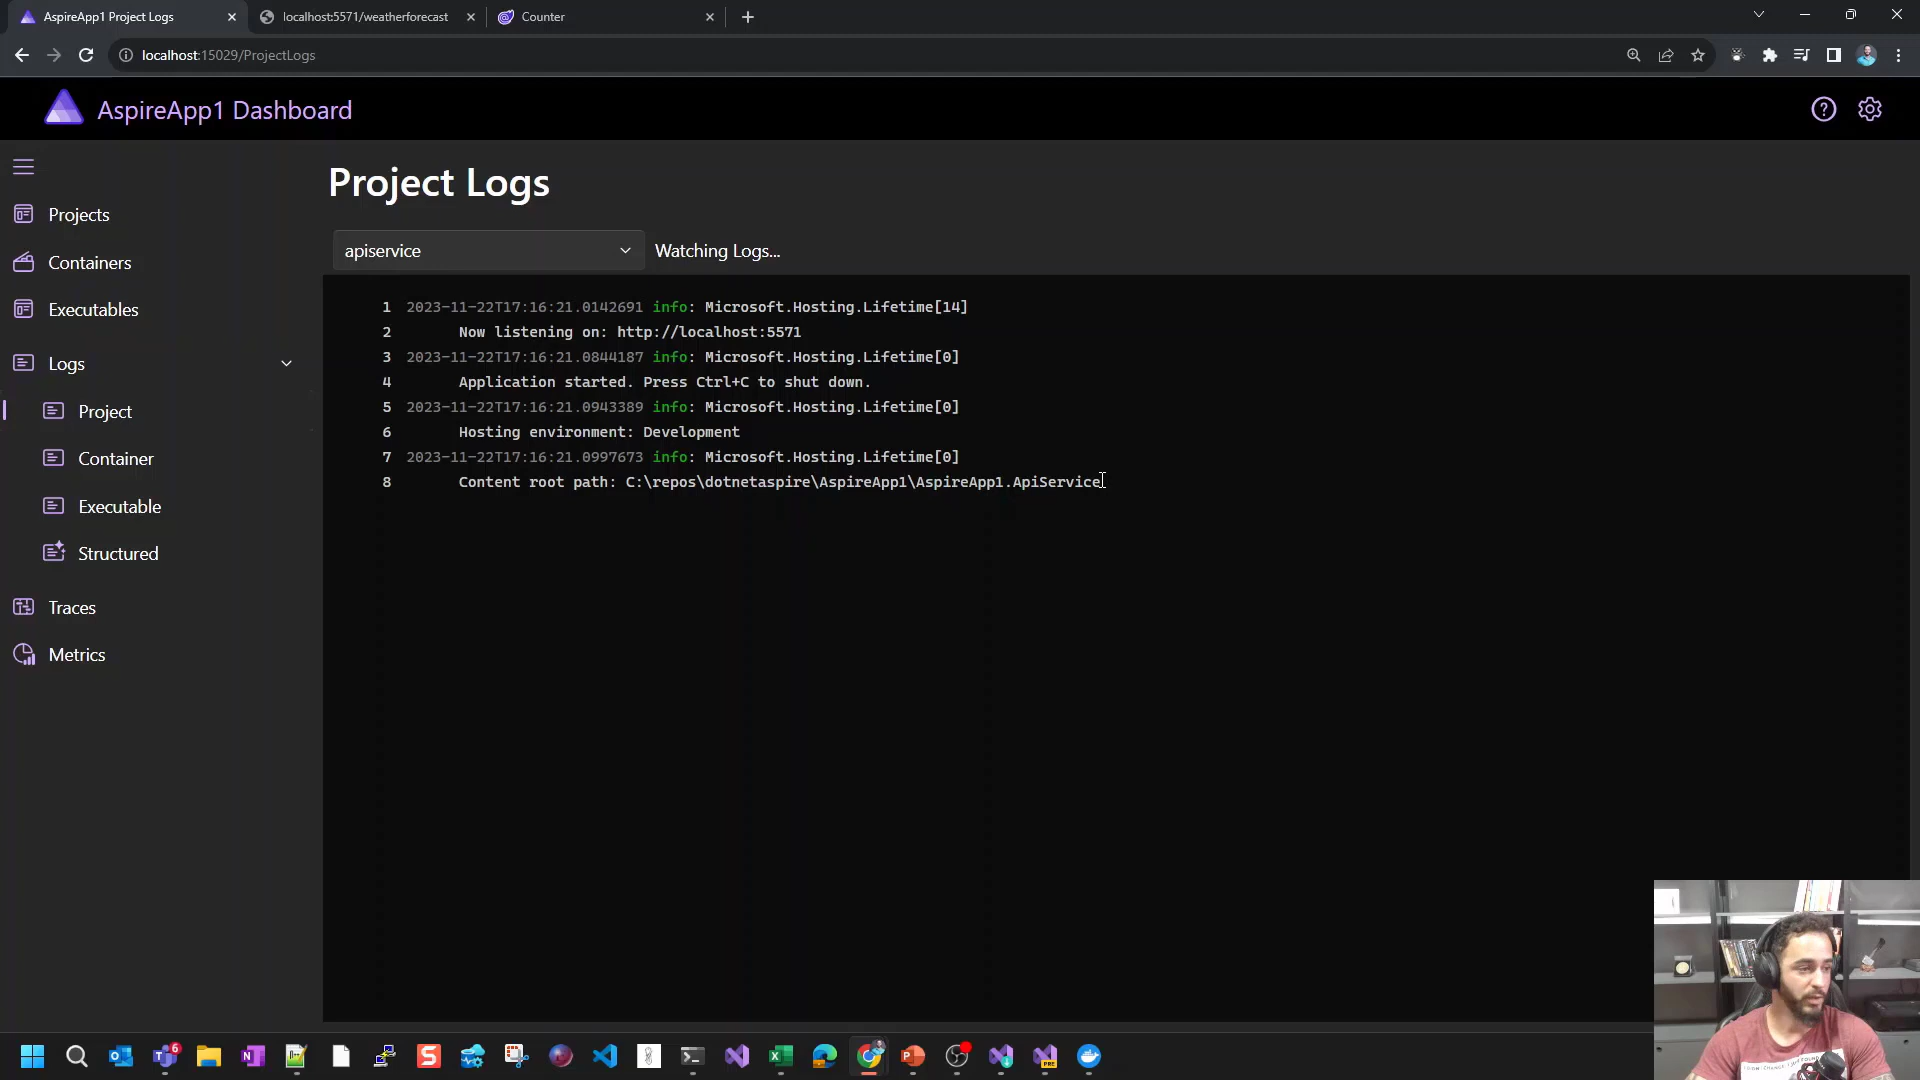 AspireApp1 Project Logs
localhost:5571/weatherforecast
Counter
localhost:15029/ProjectLogs
AspireApp1 Dashboard
Projects
Containers
Executables
Logs
Project
Container
Executable
Structured
Traces
Metrics
Project Logs
apiservice
Watching Logs...
1 2023-11-22T17:16:21.0142691 info: Microsoft.Hosting.Lifetime[14]
2 Now listening on: http://localhost:5571
3 2023-11-22T17:16:21.0844187 info: Microsoft.Hosting.Lifetime[0]
4 Application started. Press Ctrl+C to shut down.
5 2023-11-22T17:16:21.0943389 info: Microsoft.Hosting.Lifetime[0]
6 Hosting environment: Development
7 2023-11-22T17:16:21.0997673 info: Microsoft.Hosting.Lifetime[0]
8 Content root path: C:\repos\dotnetaspire\AspireApp1\AspireApp1.ApiService
6
PRE